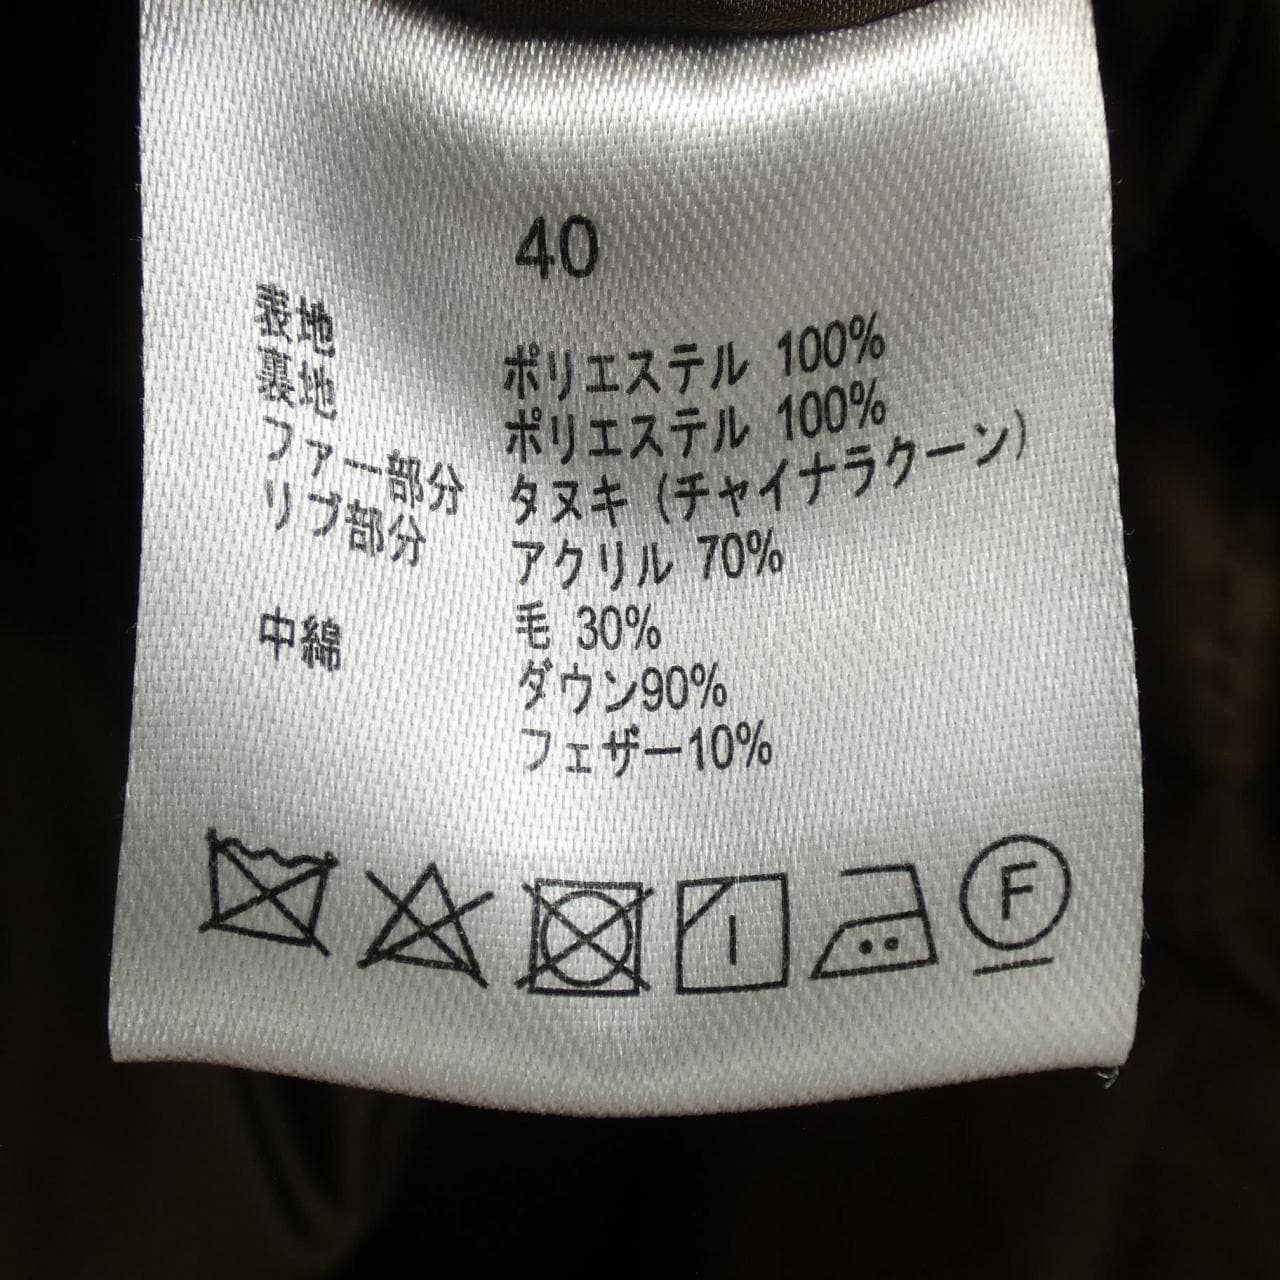 40
表地 ポリエステル 100%
裏地 ポリエステル 100%
ファー部分 タヌキ (チャイナラクーン)
リブ部分 アクリル 70%
毛 30%
中綿 ダウン90%
フェザー10%
F